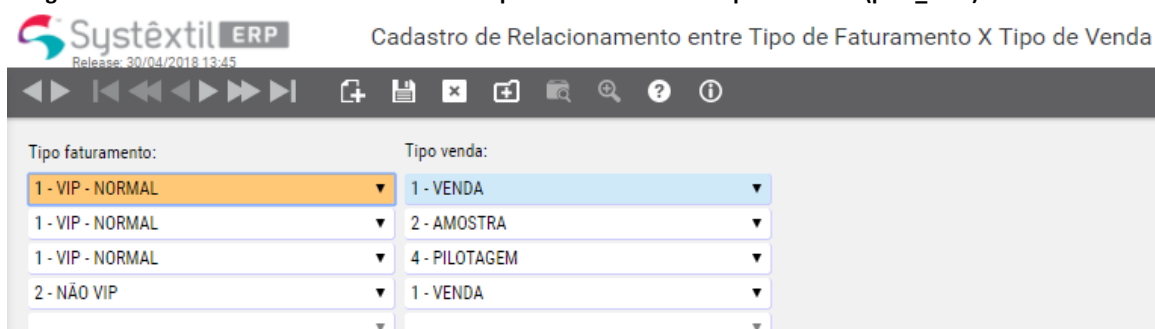 Systêxtil ERP
Cadastro de Relacionamento entre Tipo de Faturamento X Tipo de Venda
Release: 30/04/2018 13:45
Tipo faturamento: Tipo venda:
1 - VIP - NORMAL 1 - VENDA
1 - VIP - NORMAL 2 - AMOSTRA
1 - VIP - NORMAL 4 - PILOTAGEM
2 - NÃO VIP 1 - VENDA